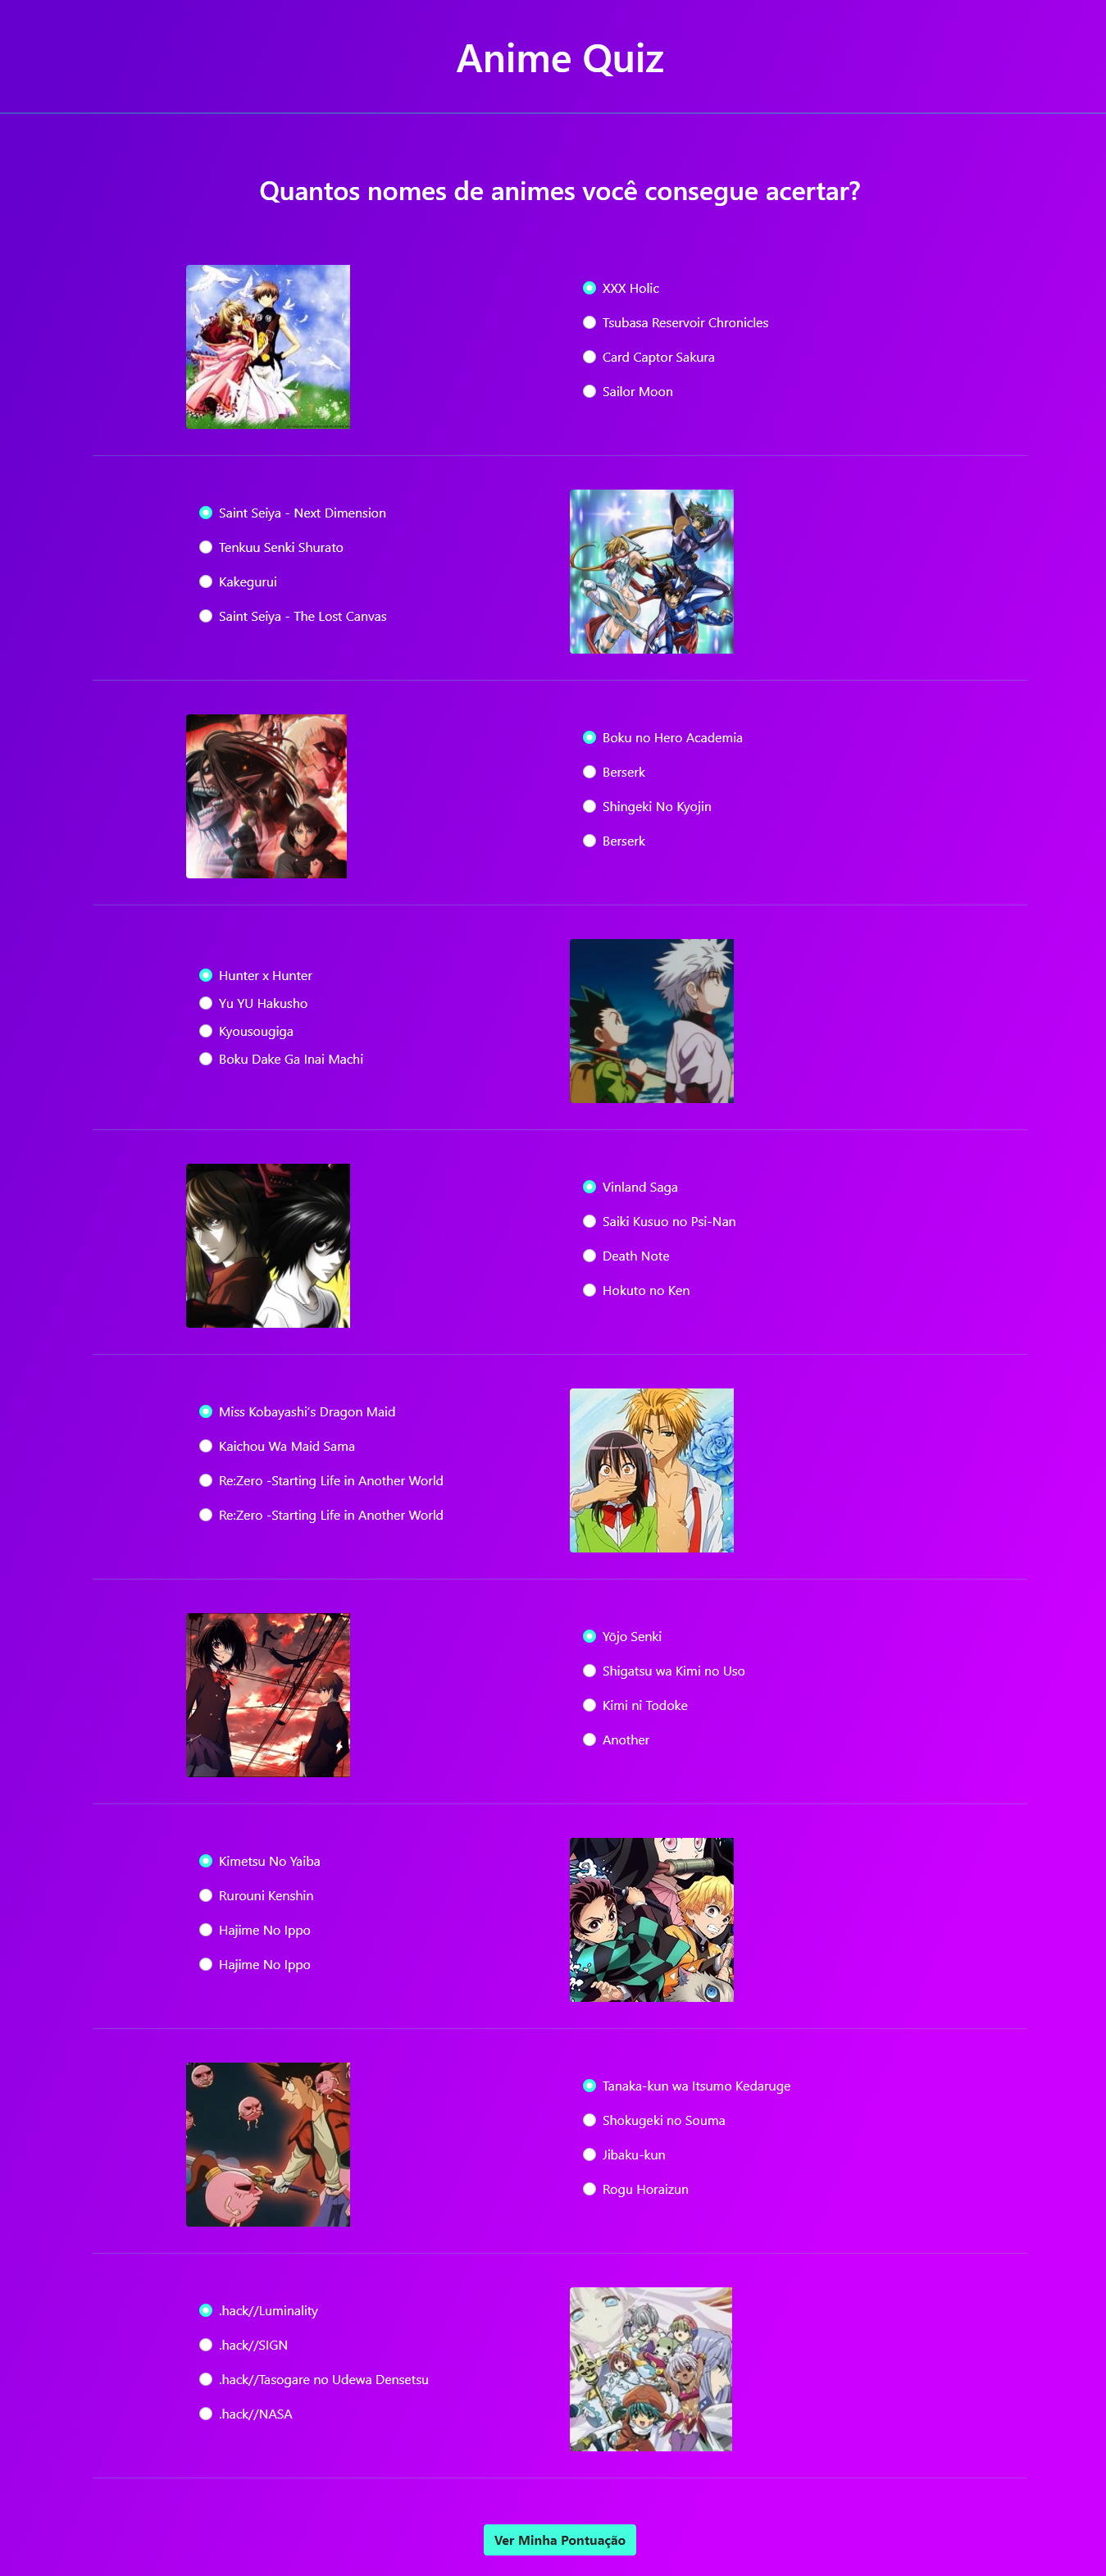 Anime Quiz
Quantos nomes de animes você consegue acertar?
XXX Holic
Tsubasa Reservoir Chronicles
Card Captor Sakura
Sailor Moon
Saint Seiya - Next Dimension
Tenkuu Senki Shurato
Kakegurui
Saint Seiya - The Lost Canvas
Boku no Hero Academia
Berserk
Shingeki No Kyojin
Berserk
Hunter x Hunter
Yu YU Hakusho
Kyousougiga
Boku Dake Ga Inai Machi
Vinland Saga
Saiki Kusuo no Psi-Nan
Death Note
Hokuto no Ken
Miss Kobayashi's Dragon Maid
Kaichou Wa Maid Sama
Re:Zero -Starting Life in Another World
Re:Zero -Starting Life in Another World
Yōjo Senki
Shigatsu wa Kimi no Uso
Kimi ni Todoke
Another
Kimetsu No Yaiba
Rurouni Kenshin
Hajime No Ippo
Hajime No Ippo
Tanaka-kun wa Itsumo Kedaruge
Shokugeki no Souma
Jibaku-kun
Rogu Horaizun
.hack//Luminality
.hack//SIGN
.hack//Tasogare no Udewa Densetsu
.hack//NASA
Ver Minha Pontuação